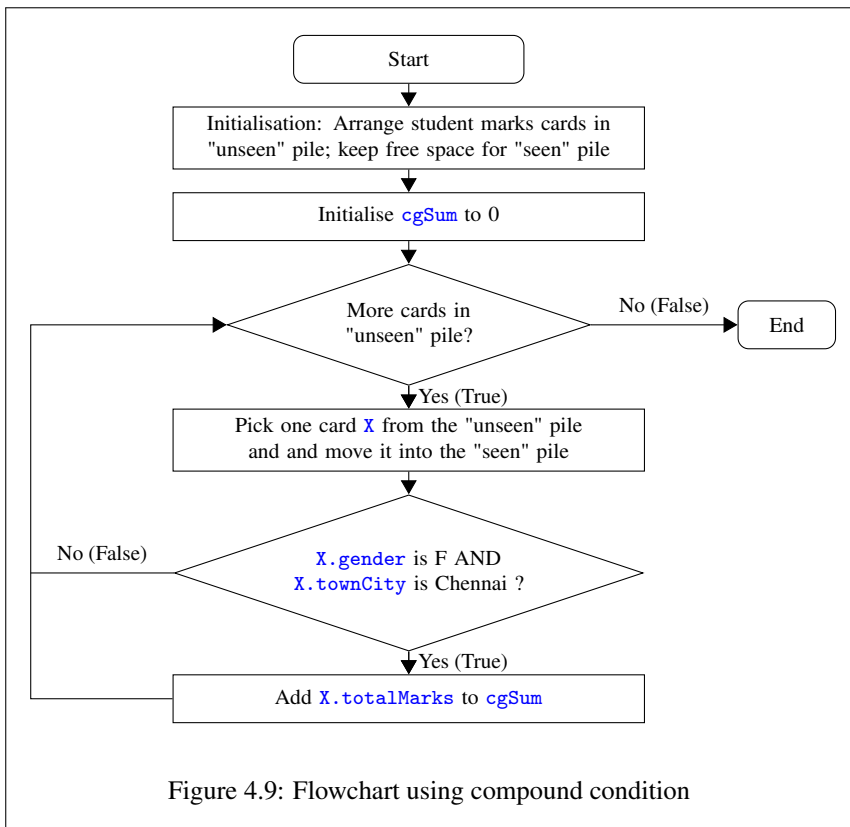 Start
Initialisation: Arrange student marks cards in
"unseen" pile; keep free space for "seen" pile
Initialise cgSum to 0
More cards in
"unseen" pile?
No (False)
End
Yes (True)
Pick one card X from the "unseen" pile
and and move it into the "seen" pile
No (False)
X.gender is F AND
X.townCity is Chennai ?
Yes (True)
Add X.totalMarks to cgSum
Figure 4.9: Flowchart using compound condition